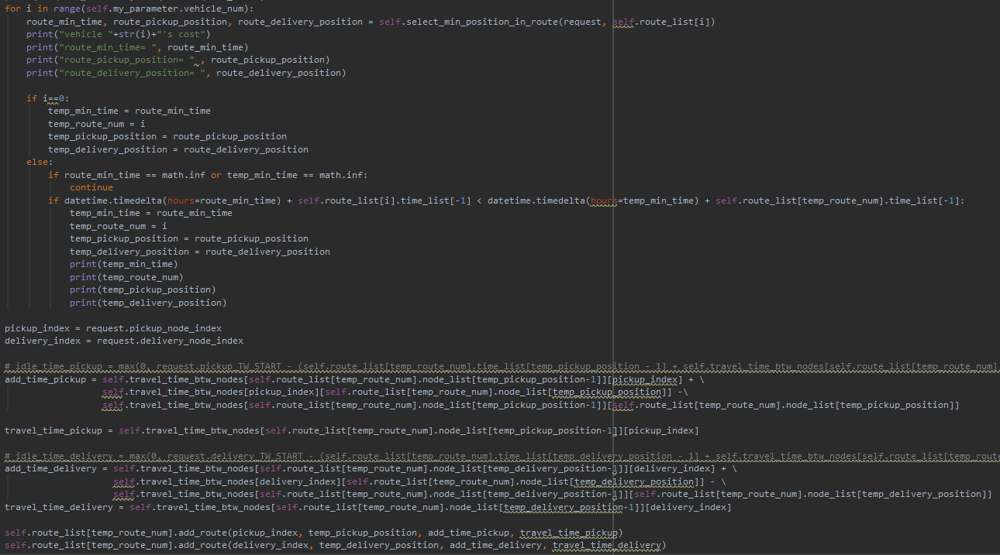 for i in range(self.my_parameter.vehicle_num):
    route_min_time, route_pickup_position, route_delivery_position = self.select_min_position_in_route(request, self.route_list[i])
    print("vehicle "+str(i)+"'s cost")
    print("route_min_time= ", route_min_time)
    print("route_pickup_position= ", route_pickup_position)
    print("route_delivery_position= ", route_delivery_position)
    if i==0:
        temp_min_time = route_min_time
        temp_route_num = i
        temp_pickup_position = route_pickup_position
        temp_delivery_position = route_delivery_position
    else:
        if route_min_time == math.inf or temp_min_time == math.inf:
            continue
        if datetime.timedelta(hours=route_min_time) + self.route_list[i].time_list[-1] < datetime.timedelta(hours=temp_min_time) + self.route_list[temp_route_num].time_list[-1]:
            temp_min_time = route_min_time
            temp_route_num = i
            temp_pickup_position = route_pickup_position
            temp_delivery_position = route_delivery_position
            print(temp_min_time)
            print(temp_route_num)
            print(temp_pickup_position)
            print(temp_delivery_position)
pickup_index = request.pickup_node_index
delivery_index = request.delivery_node_index
# idle_time_pickup = max(0, request.pickup_TW_START - (self.route_list[temp_route_num].time_list[temp_pickup_position - 1] + self.travel_time_btw_nodes[self.route_list[temp_route_num].
add_time_pickup = self.travel_time_btw_nodes[self.route_list[temp_route_num].node_list[temp_pickup_position-1]][pickup_index] + \
                  self.travel_time_btw_nodes[pickup_index][self.route_list[temp_route_num].node_list[temp_pickup_position]] -\
                  self.travel_time_btw_nodes[self.route_list[temp_route_num].node_list[temp_pickup_position-1]][self.route_list[temp_route_num].node_list[temp_pickup_position]]
travel_time_pickup = self.travel_time_btw_nodes[self.route_list[temp_route_num].node_list[temp_pickup_position-1]][pickup_index]
# idle_time_delivery = max(0, request.delivery_TW_START - (self.route_list[temp_route_num].time_list[temp_delivery_position - 1] + self.travel_time_btw_nodes[self.route_list[temp_route
add_time_delivery = self.travel_time_btw_nodes[self.route_list[temp_route_num].node_list[temp_delivery_position-1]][delivery_index] + \
                    self.travel_time_btw_nodes[delivery_index][self.route_list[temp_route_num].node_list[temp_delivery_position]] - \
                    self.travel_time_btw_nodes[self.route_list[temp_route_num].node_list[temp_delivery_position-1]][self.route_list[temp_route_num].node_list[temp_delivery_position]]
travel_time_delivery = self.travel_time_btw_nodes[self.route_list[temp_route_num].node_list[temp_delivery_position-1]][delivery_index]
self.route_list[temp_route_num].add_route(pickup_index, temp_pickup_position, add_time_pickup, travel_time_pickup)
self.route_list[temp_route_num].add_route(delivery_index, temp_delivery_position, add_time_delivery, travel_time_delivery)